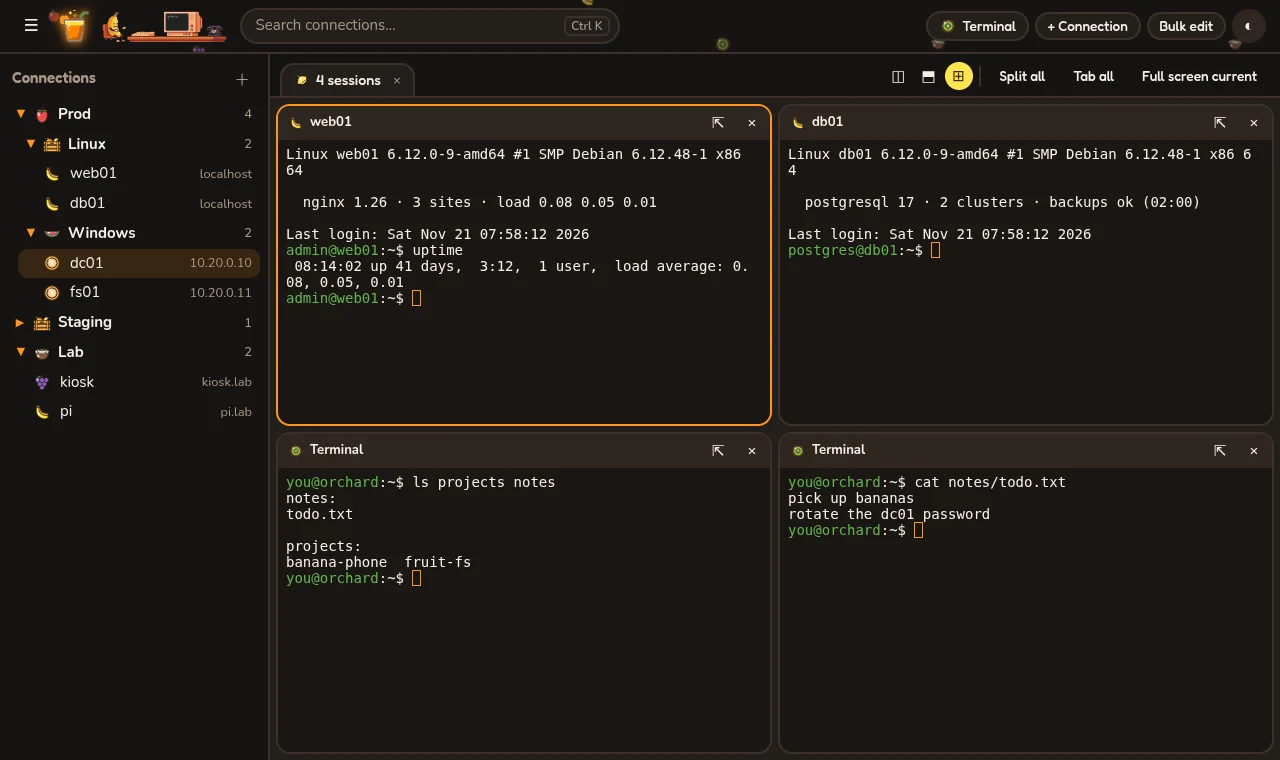 Search connections... Ctrl K
Terminal
+ Connection
Bulk edit
Connections
Prod 4
Linux 2
web01 localhost
db01 localhost
Windows 2
dc01 10.20.0.10
fs01 10.20.0.11
Staging 1
Lab 2
kiosk kiosk.lab
pi pi.lab
4 sessions ×
Split all
Tab all
Full screen current
web01
Linux web01 6.12.0-9-amd64 #1 SMP Debian 6.12.48-1 x86
64
nginx 1.26 · 3 sites · load 0.08 0.05 0.01
Last login: Sat Nov 21 07:58:12 2026
admin@web01:~$ uptime
08:14:02 up 41 days, 3:12, 1 user, load average: 0.
08, 0.05, 0.01
admin@web01:~$
db01
Linux db01 6.12.0-9-amd64 #1 SMP Debian 6.12.48-1 x86 6
4
postgresql 17 · 2 clusters · backups ok (02:00)
Last login: Sat Nov 21 07:58:12 2026
postgres@db01:~$
Terminal
you@orchard:~$ ls projects notes
notes:
todo.txt
projects:
banana-phone fruit-fs
you@orchard:~$
Terminal
you@orchard:~$ cat notes/todo.txt
pick up bananas
rotate the dc01 password
you@orchard:~$